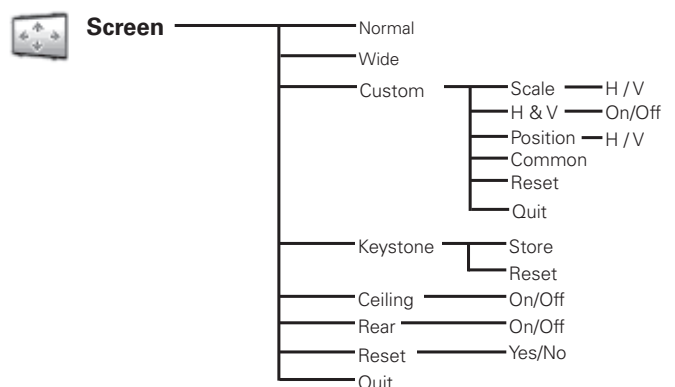 Screen Normal
Wide
Custom Scale H / V
H & V On/Off
Position H / V
Common
Reset
Quit
Keystone Store
Reset
Ceiling On/Off
Rear On/Off
Reset Yes/No
Quit